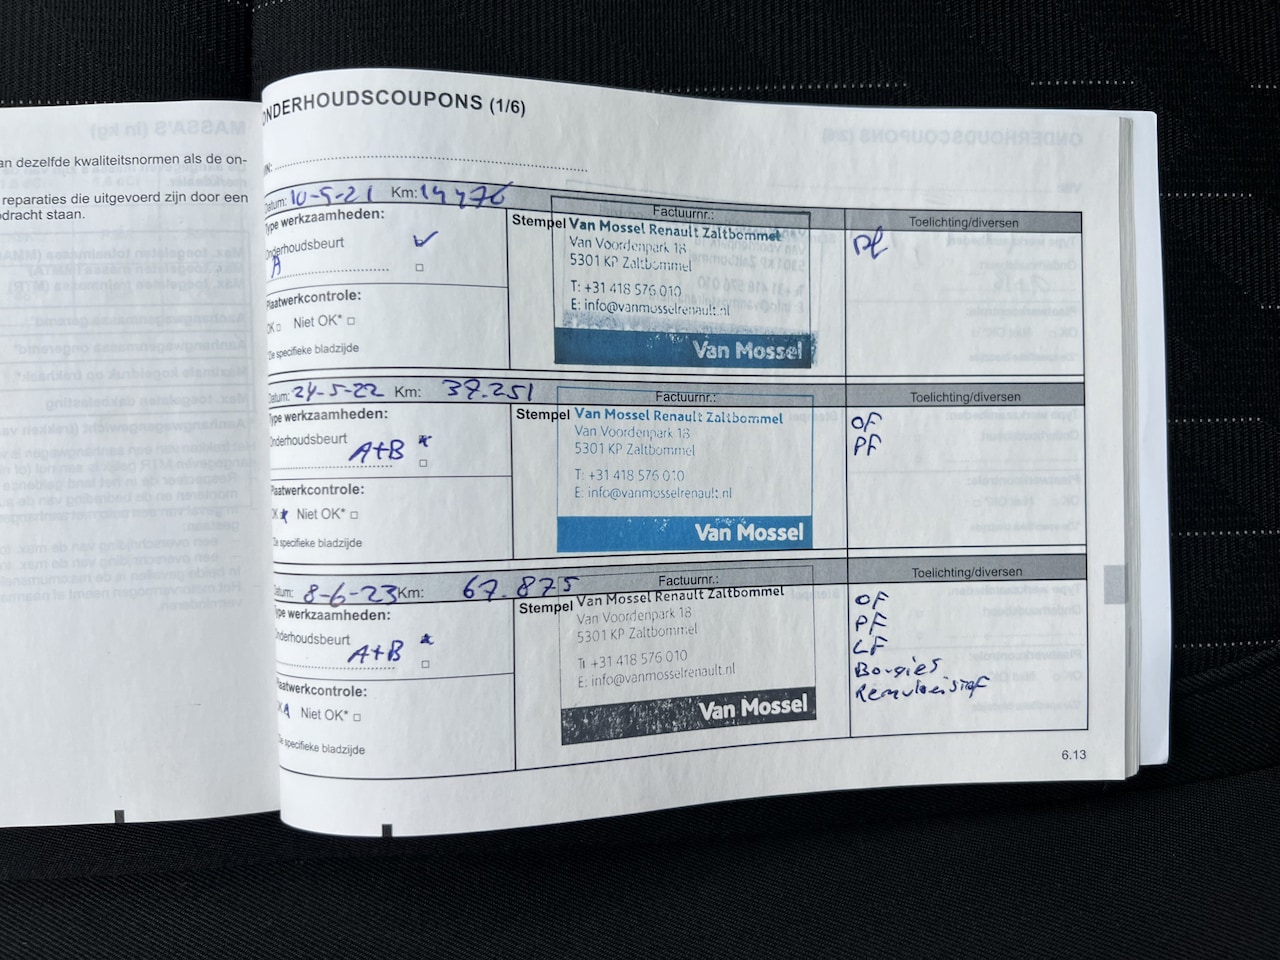 an dezelfde kwaliteitsnormen als de on-
reparaties die uitgevoerd zijn door een
dracht staan.
ONDERHOUDSCOUPONS (1/6)
Datum: 10-5-21 Km: 14476
Factuurnr.:
Toelichting/diversen
Type werkzaamheden:
Onderhoudsbeurt
A
Stempel
Van Mossel Renault Zaltbommel
Van Voordenpark 18
5301 KP Zaltbommel
T: +31 418 576 010
E: info@vanmosselrenault.nl
Van Mossel
Plaatwerkcontrole:
OK □ Niet OK* □
*De specifieke bladzijde
Datum: 24-5-22 Km: 37.251
Factuurnr.:
Toelichting/diversen
Type werkzaamheden:
Onderhoudsbeurt
A+B
Stempel
Van Mossel Renault Zaltbommel
Van Voordenpark 18
5301 KP Zaltbommel
T: +31 418 576 010
E: info@vanmosselrenault.nl
Van Mossel
OF
PF
Plaatwerkcontrole:
Niet OK* □
De specifieke bladzijde
Datum: 8-6-23 Km: 67.875
Factuurnr.:
Toelichting/diversen
Type werkzaamheden:
Onderhoudsbeurt
A+B
Stempel
Van Mossel Renault Zaltbommel
Van Voordenpark 18
5301 KP Zaltbommel
T: +31 418 576 010
E: info@vanmosselrenault.nl
Van Mossel
OF
PF
LF
Bougies
Remvloeistof
Plaatwerkcontrole:
Niet OK* □
De specifieke bladzijde
6.13